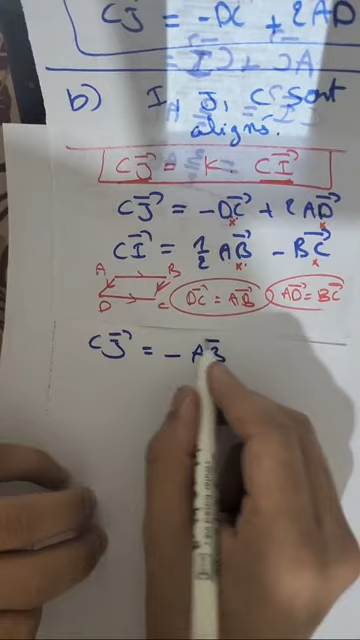 CJ = -DC + 2AD
b) I, J, C sont
alignés.
CJ = K CI
CJ = -DC + 2AD
CI = 1/2 AB - BC
A B
D C
DC = AB AD = BC
CJ = - AB